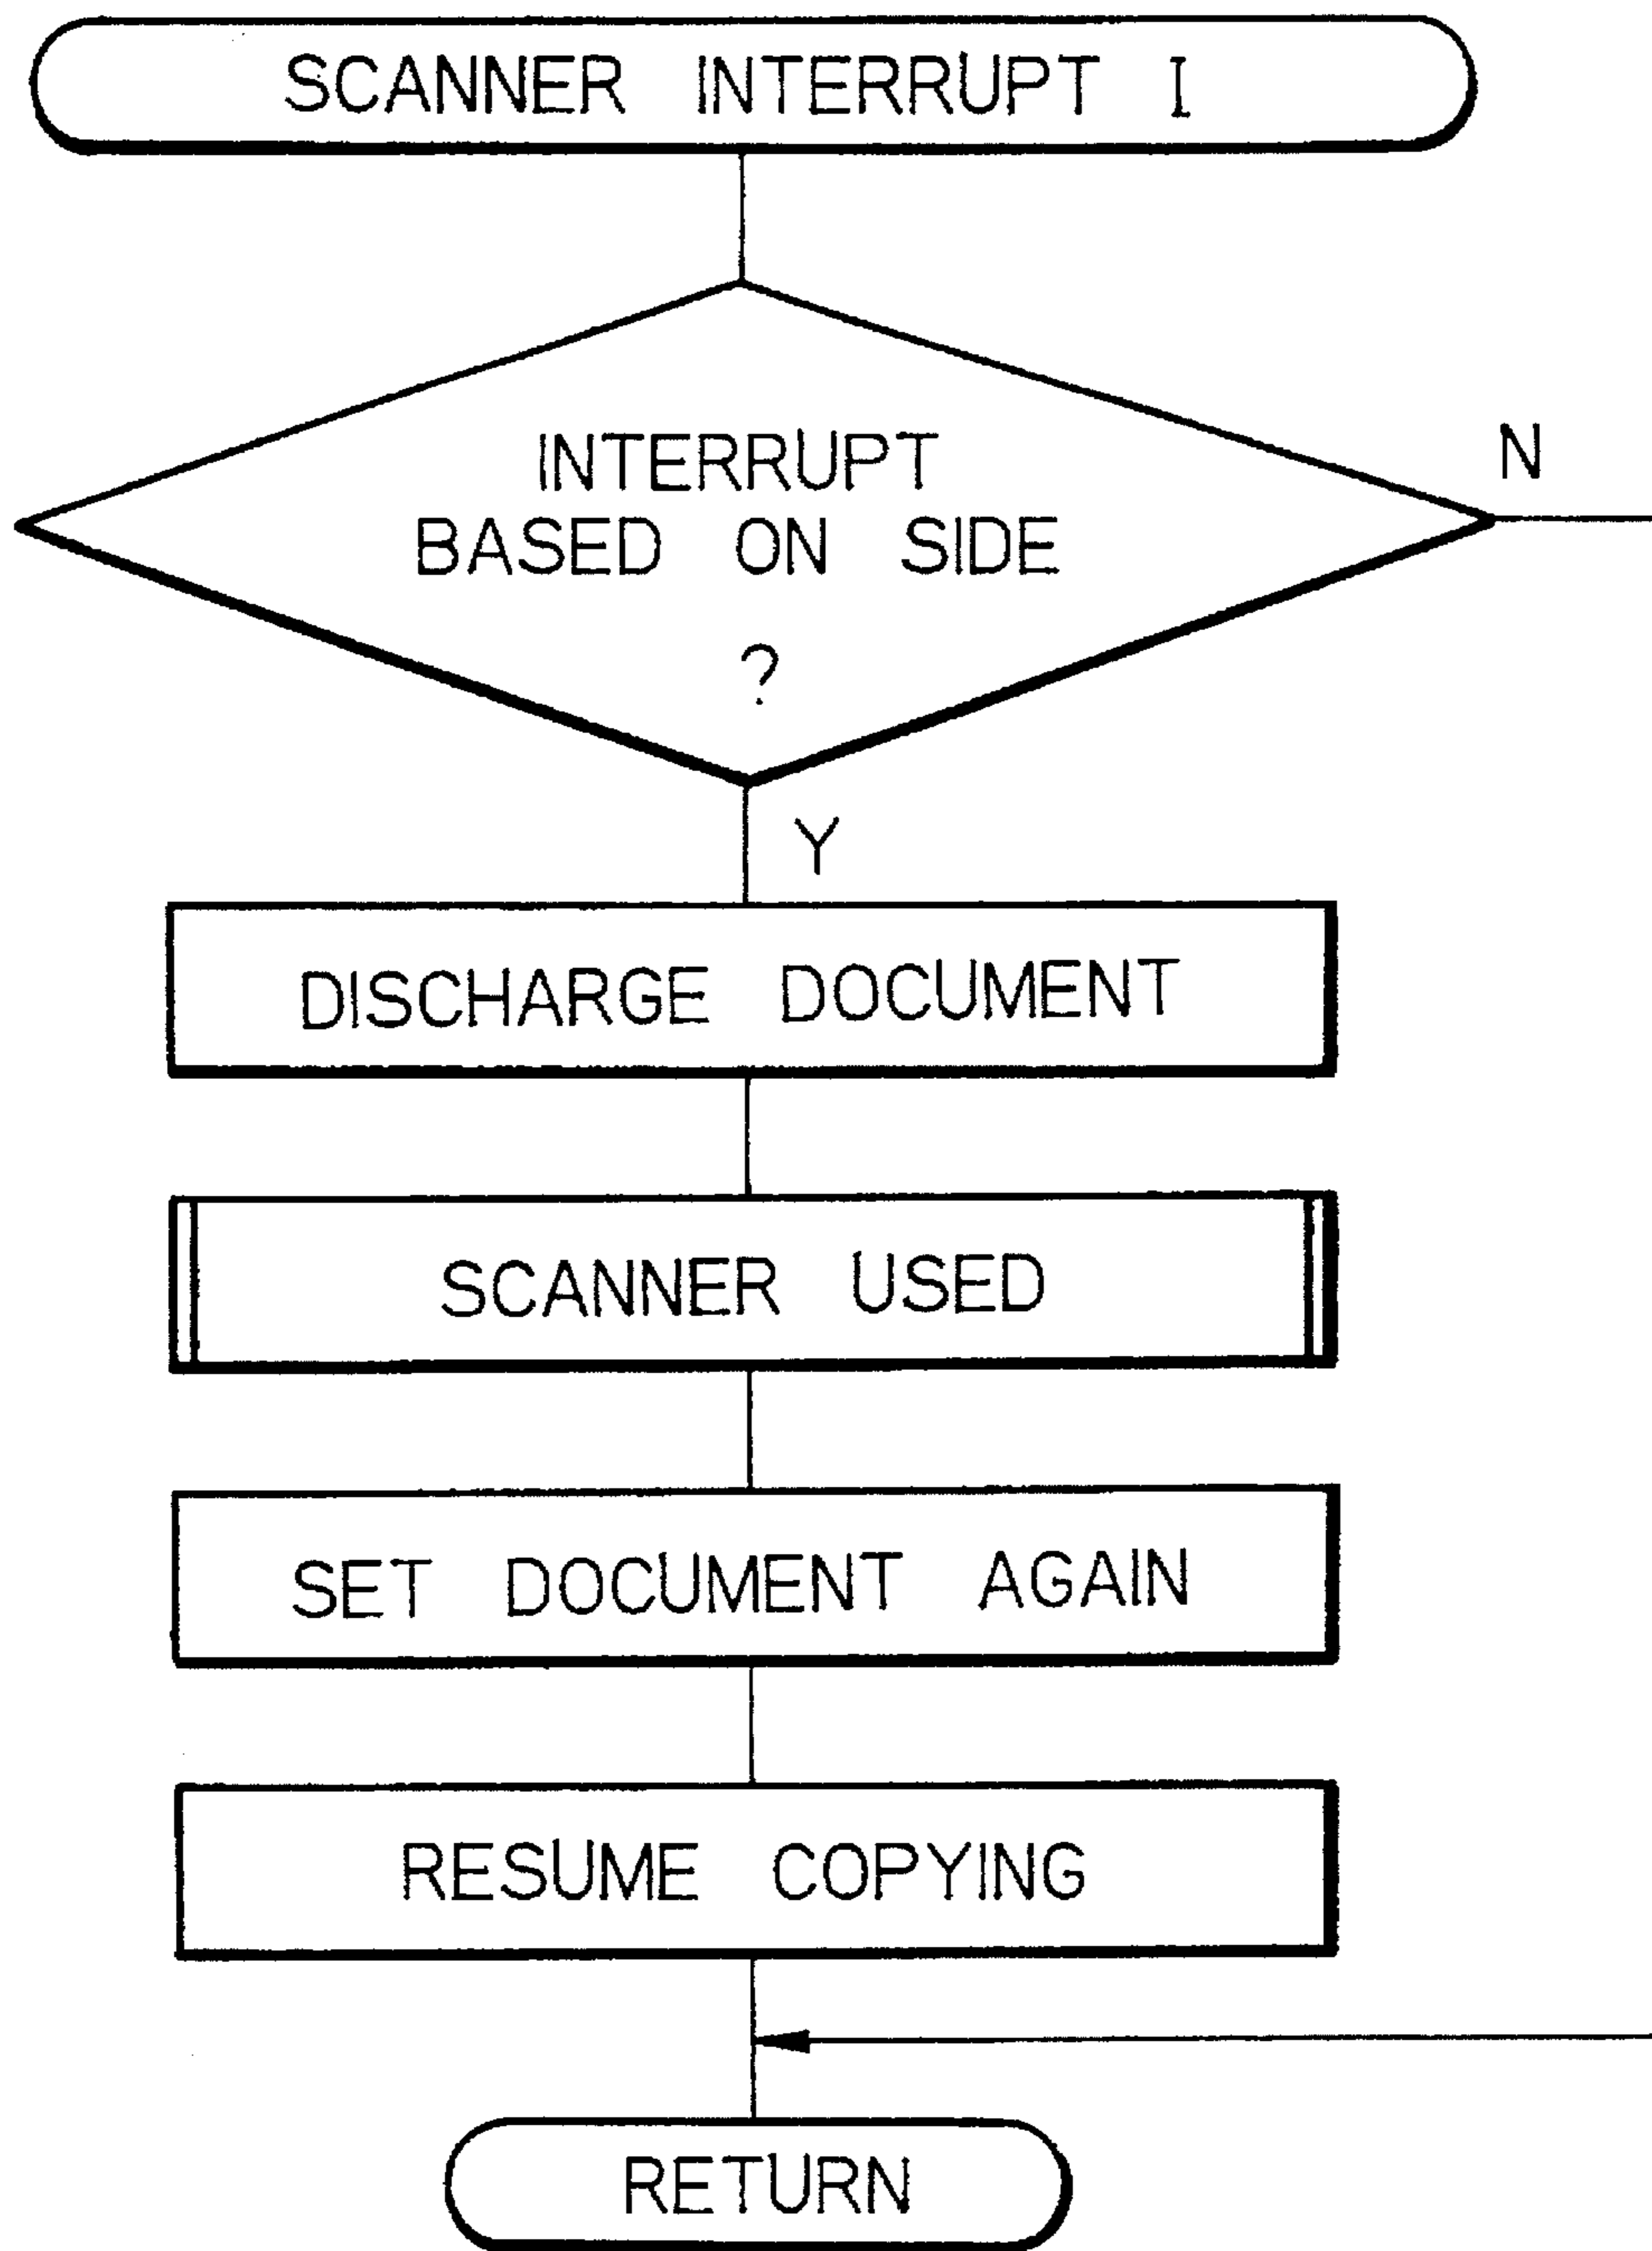 SCANNER INTERRUPT I
INTERRUPT
BASED ON SIDE
?
N
Y
DISCHARGE DOCUMENT
SCANNER USED
SET DOCUMENT AGAIN
RESUME COPYING
RETURN